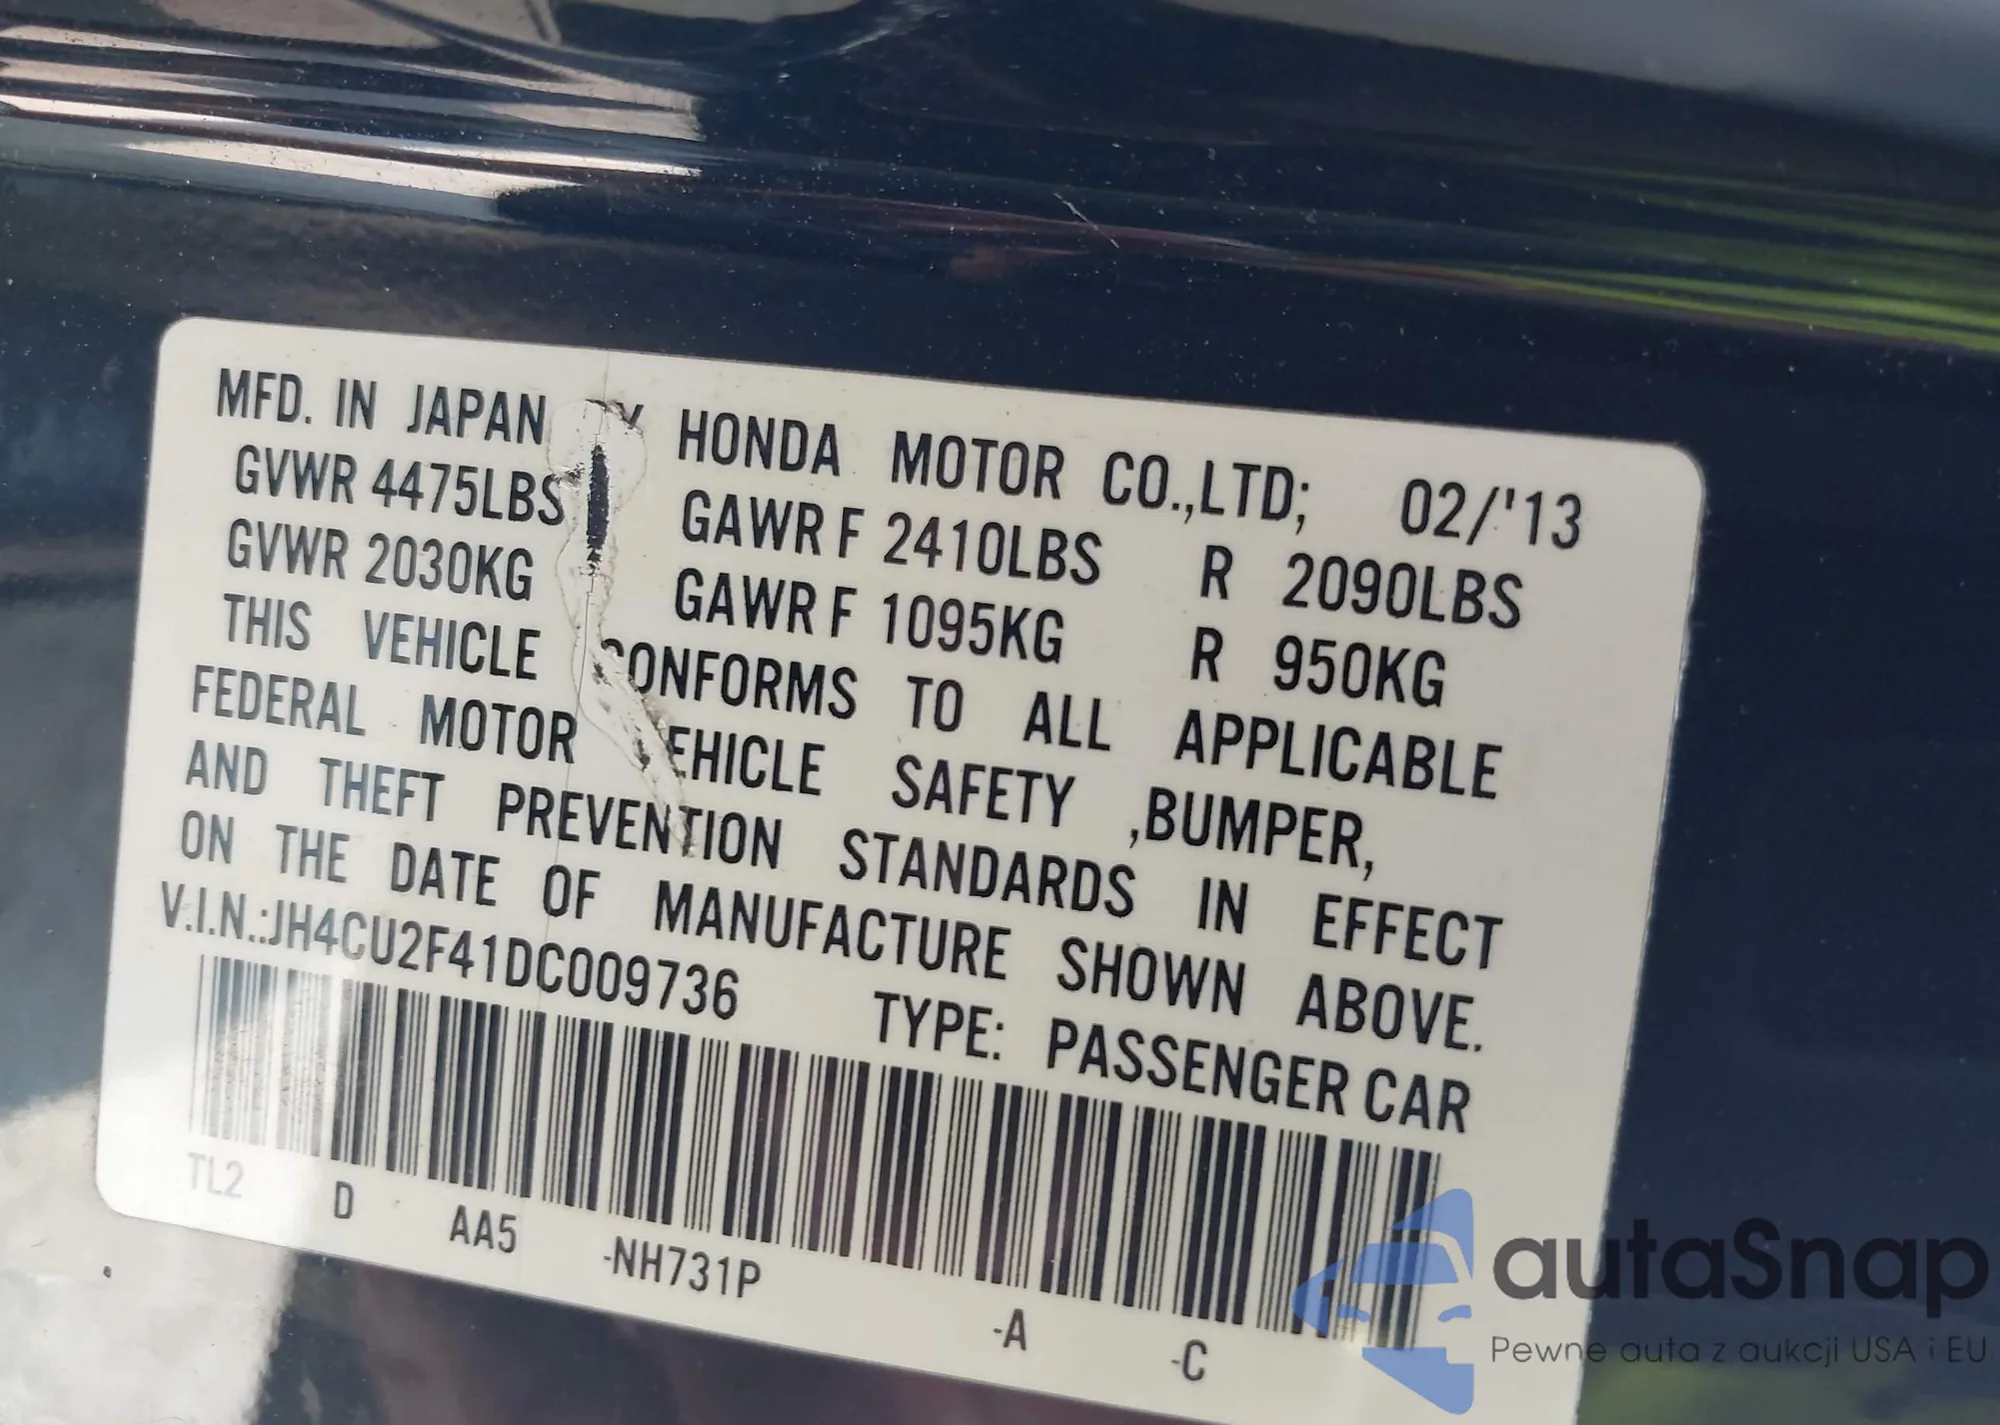 MFD. IN JAPAN BY HONDA MOTOR CO.,LTD; 02/'13
GVWR 4475LBS GAWR F 2410LBS R 2090LBS
GVWR 2030KG GAWR F 1095KG R 950KG
THIS VEHICLE CONFORMS TO ALL APPLICABLE
FEDERAL MOTOR VEHICLE SAFETY ,BUMPER,
AND THEFT PREVENTION STANDARDS IN EFFECT
ON THE DATE OF MANUFACTURE SHOWN ABOVE.
V.I.N.:JH4CU2F41DC009736 TYPE: PASSENGER CAR
TL2 D AA5 -NH731P -A -C
autaSnap
Pewne auta z aukcji USA i EU